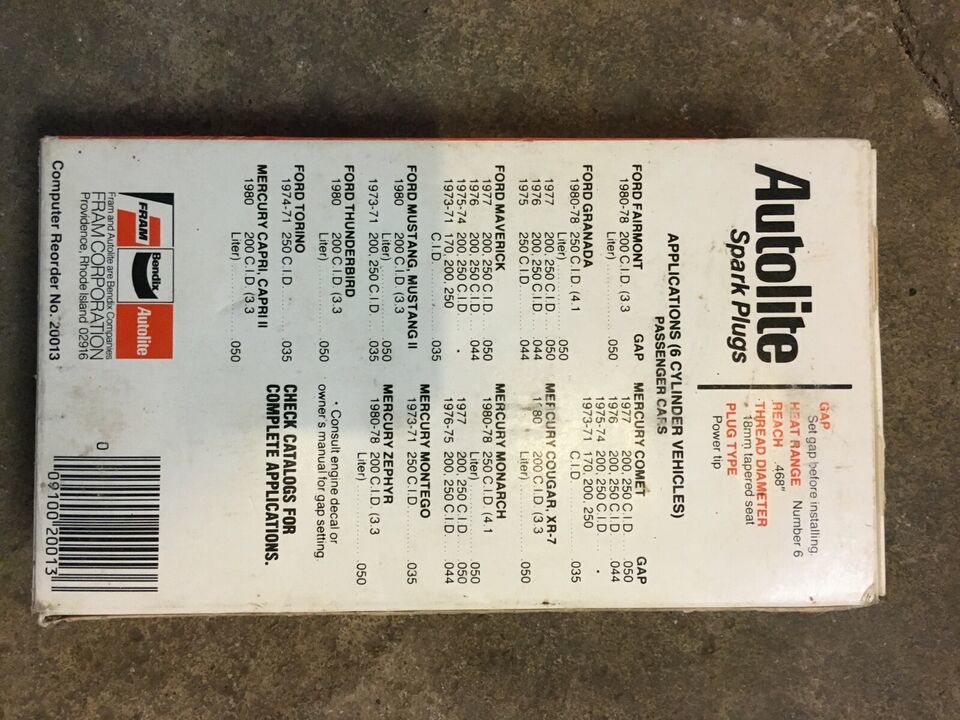 Autolite
Spark Plugs
GAP
Set gap before installing.
HEAT RANGE Number 6
REACH .468"
THREAD DIAMETER
18mm tapered seat
PLUG TYPE
Power tip
APPLICATIONS (6 CYLINDER VEHICLES)
PASSENGER CARS
GAP
FORD FAIRMONT
1980-78 200 C.I.D. (3.3
Liter) .050
FORD GRANADA
1980-78 250 C.I.D. (4.1
Liter) .050
1977 200, 250 C.I.D. .050
1976 200, 250 C.I.D. .044
1975 250 C.I.D. .044
FORD MAVERICK
1977 200, 250 C.I.D. .050
1976 200, 250 C.I.D. .044
1975-74 200, 250 C.I.D. *
1973-71 170, 200, 250
C.I.D. .035
FORD MUSTANG, MUSTANG II
1980 200 C.I.D. (3.3
Liter) .050
1973-71 200, 250 C.I.D. .035
FORD THUNDERBIRD
1980 200 C.I.D. (3.3
Liter) .050
FORD TORINO
1974-71 250 C.I.D. .035
MERCURY CAPRI, CAPRI II
1980 200 C.I.D. (3.3
Liter) .050
GAP
MERCURY COMET
1977 200, 250 C.I.D. .050
1976 200, 250 C.I.D. .044
1975-74 200, 250 C.I.D. *
1973-71 170, 200, 250
C.I.D. .035
MERCURY COUGAR, XR-7
1980 200 C.I.D. (3.3
Liter) .050
MERCURY MONARCH
1980-78 250 C.I.D. (4.1
Liter) .050
1977 200, 250 C.I.D. .050
1976-75 200, 250 C.I.D. .044
MERCURY MONTEGO
1973-71 250 C.I.D. .035
MERCURY ZEPHYR
1980-78 200 C.I.D. (3.3
Liter) .050
* Consult engine decal or
owner's manual for gap setting.
CHECK CATALOGS FOR
COMPLETE APPLICATIONS.
Bendix
FRAM
Autolite
Fram and Autolite are Bendix Companies
FRAM CORPORATION
Providence, Rhode Island 02916
Computer Reorder No. 20013
0
09100 20013